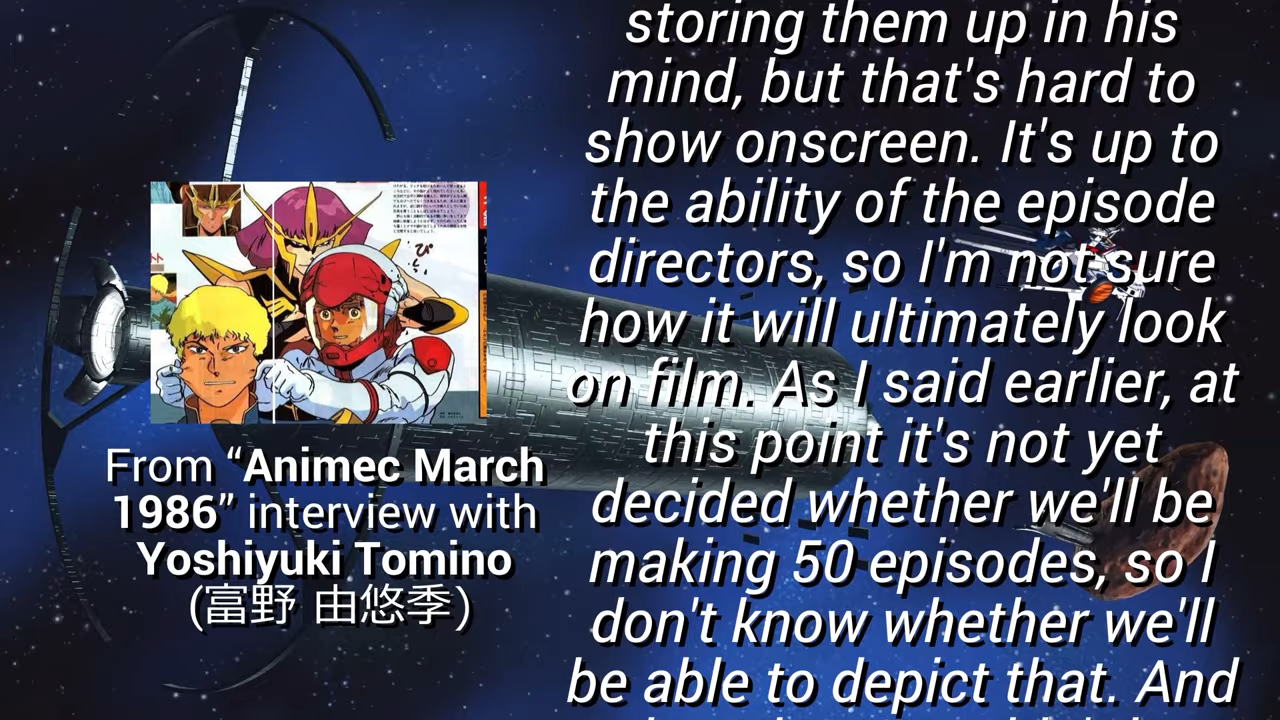 storing them up in his
mind, but that's hard to
show onscreen. It's up to
the ability of the episode
directors, so I'm not sure
how it will ultimately look
on film. As I said earlier, at
this point it's not yet
decided whether we'll be
making 50 episodes, so I
don't know whether we'll
be able to depict that. And
From “Animec March
1986” interview with
Yoshiyuki Tomino
(富野 由悠季)